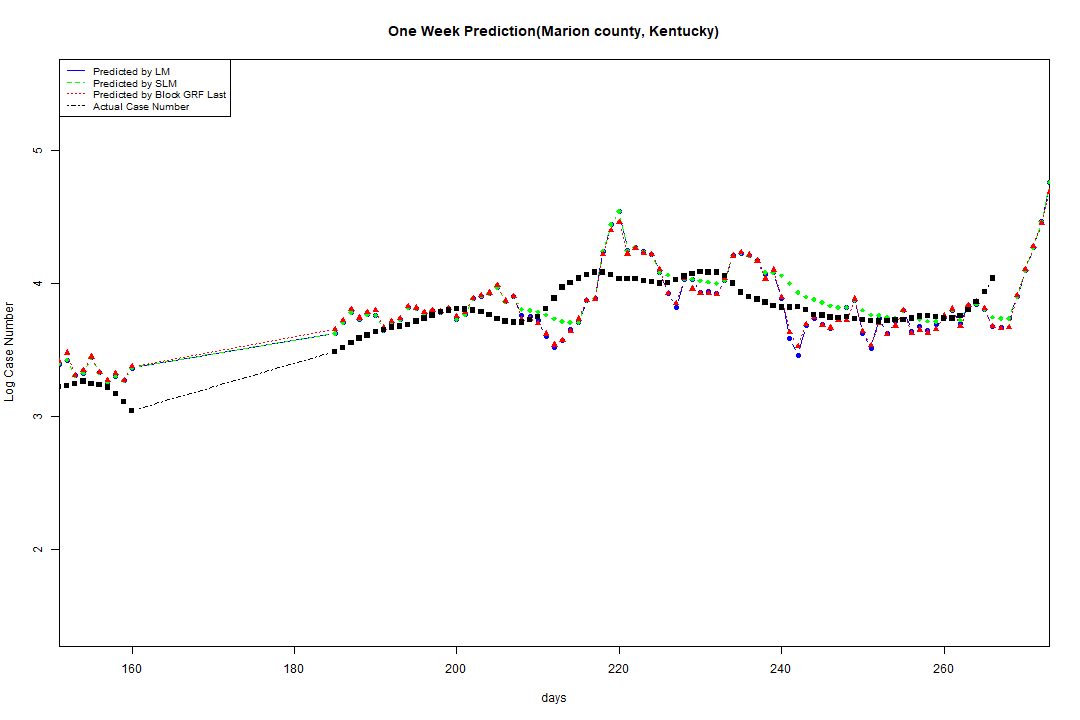 One Week Prediction(Marion county, Kentucky)
Predicted by LM
Predicted by SLM
Predicted by Block GRF Last
Actual Case Number
5
4
3
2
Log Case Number
160 180 200 220 240 260
days